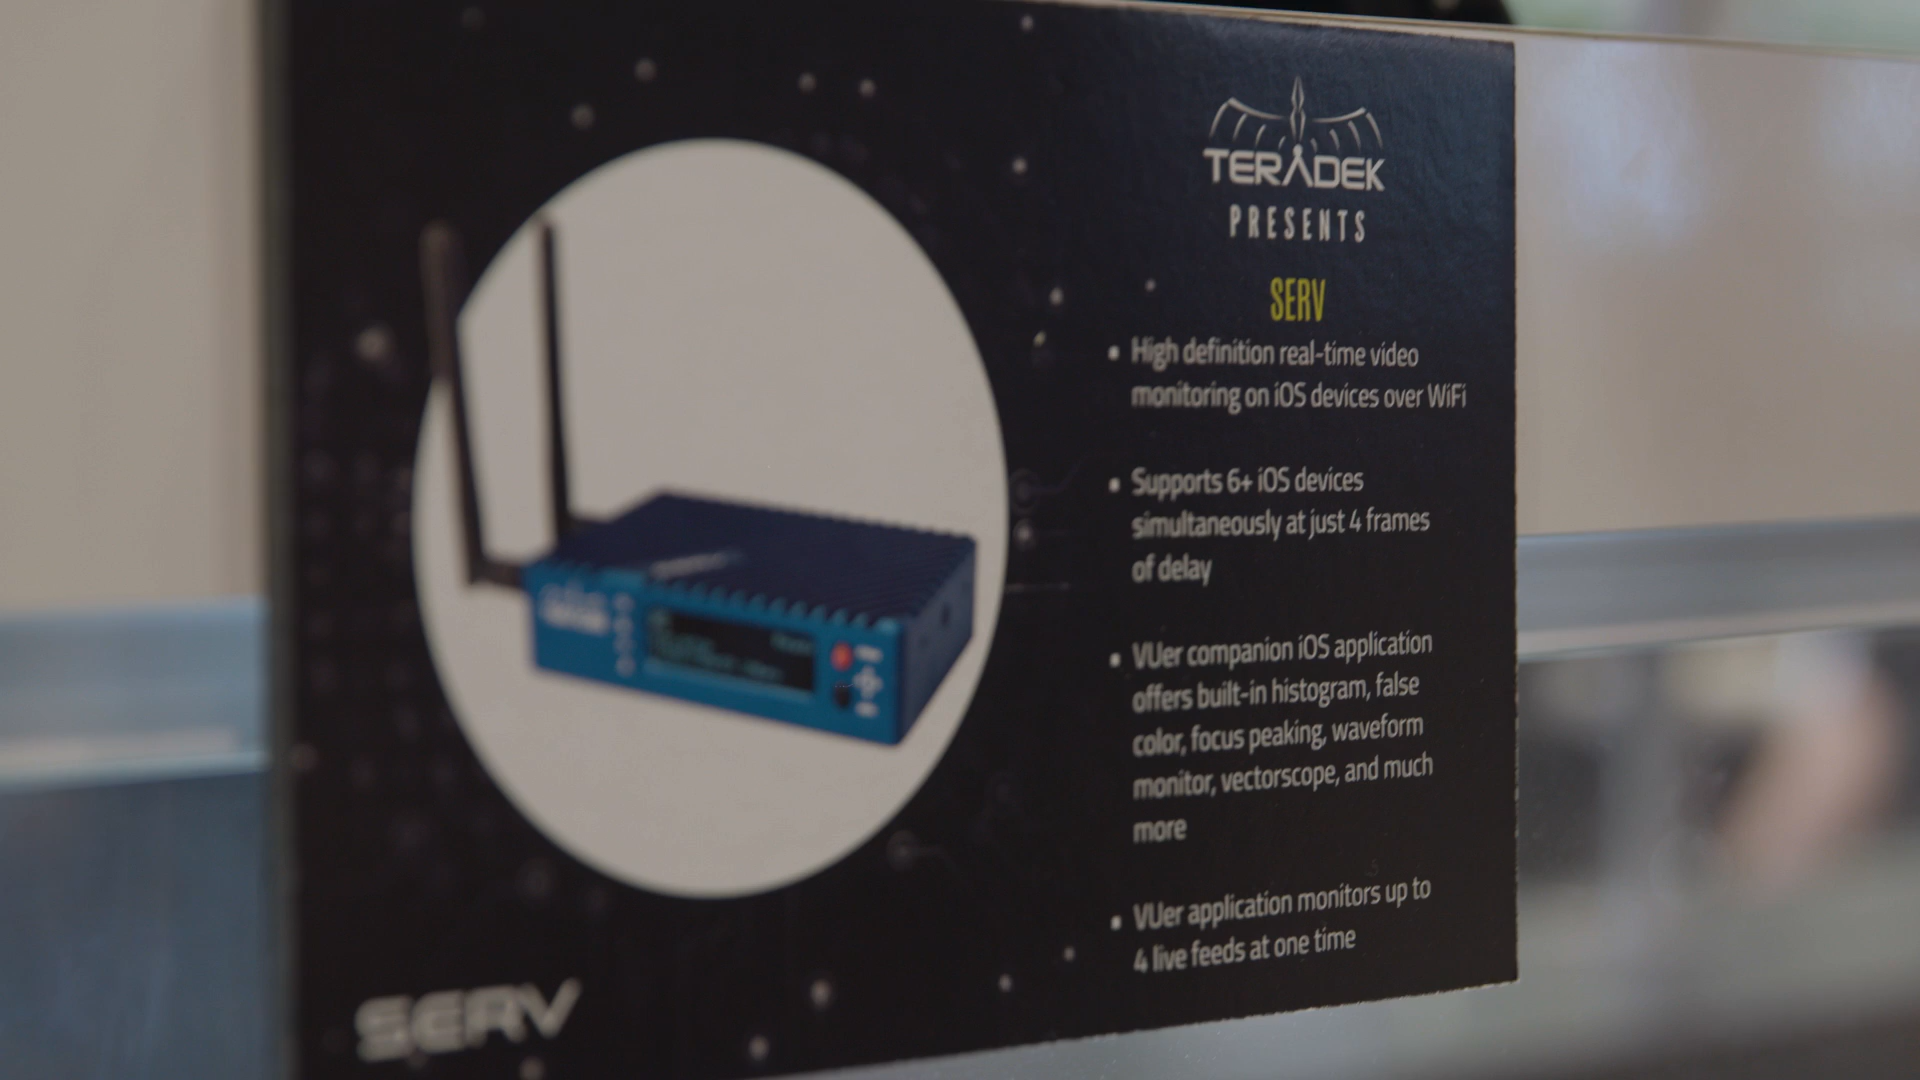 TERADEK
PRESENTS
SERV
• High definition real-time video
monitoring on iOS devices over WiFi
• Supports 6+ iOS devices
simultaneously at just 4 frames
of delay
• VUer companion iOS application
offers built-in histogram, false
color, focus peaking, waveform
monitor, vectorscope, and much
more
• VUer application monitors up to
4 live feeds at one time
SERV